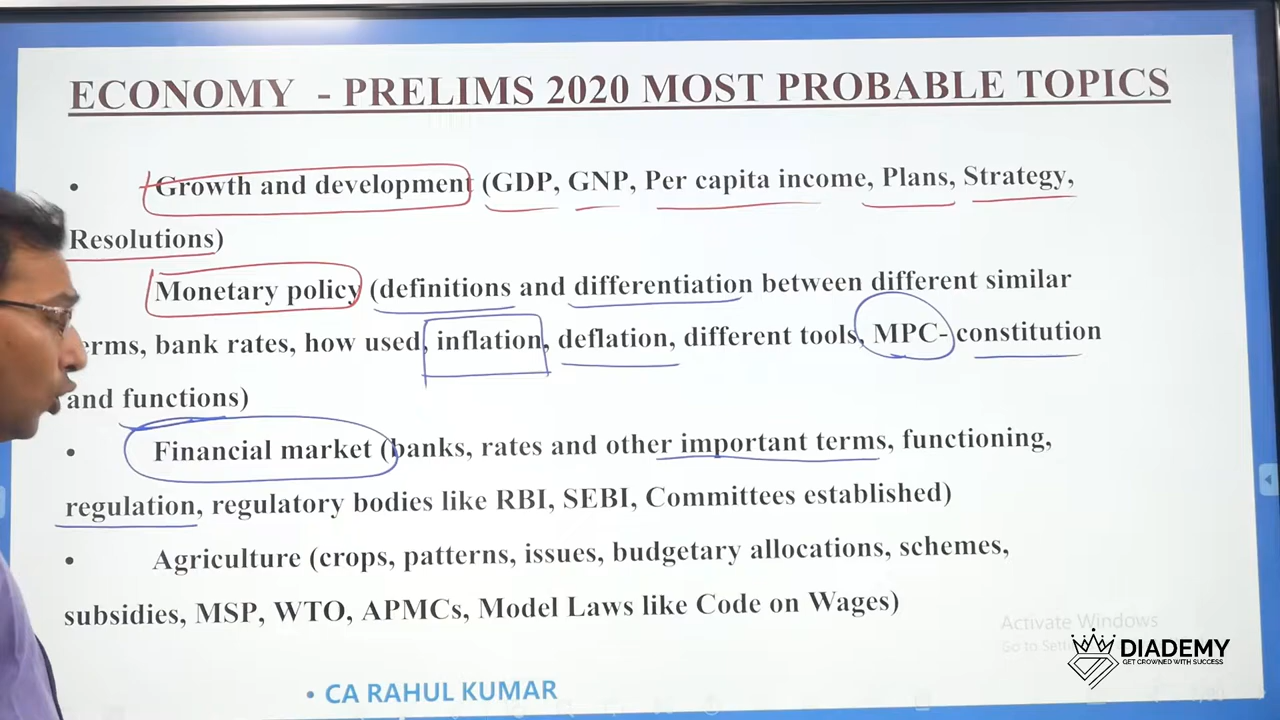 ECONOMY - PRELIMS 2020 MOST PROBABLE TOPICS
• Growth and development (GDP, GNP, Per capita income, Plans, Strategy,
Resolutions)
Monetary policy (definitions and differentiation between different similar
erms, bank rates, how used, inflation, deflation, different tools, MPC- constitution
and functions)
• Financial market (banks, rates and other important terms, functioning,
regulation, regulatory bodies like RBI, SEBI, Committees established)
• Agriculture (crops, patterns, issues, budgetary allocations, schemes,
subsidies, MSP, WTO, APMCs, Model Laws like Code on Wages)
Activate Windows
Go to
DIADEMY
GET CROWNED WITH SUCCESS
• CA RAHUL KUMAR